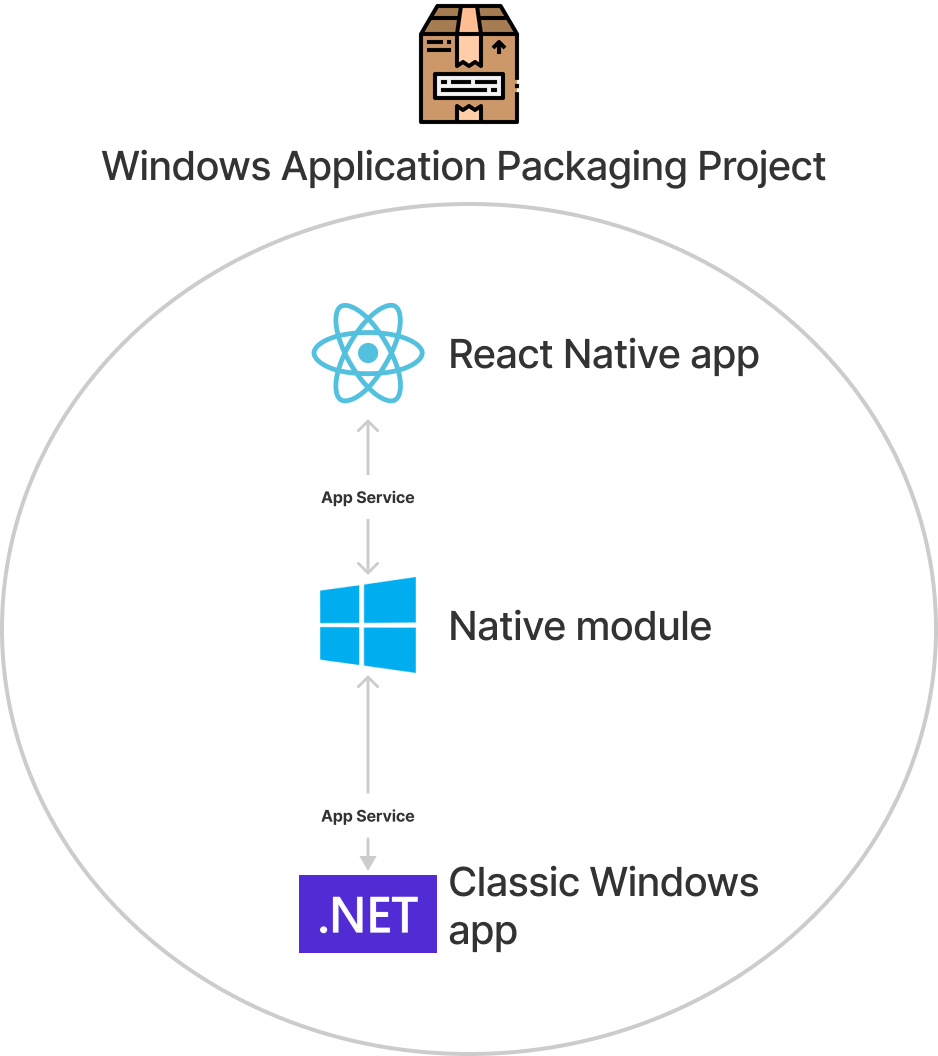 Windows Application Packaging Project
React Native app
App Service
Native module
App Service
Classic Windows
app
.NET